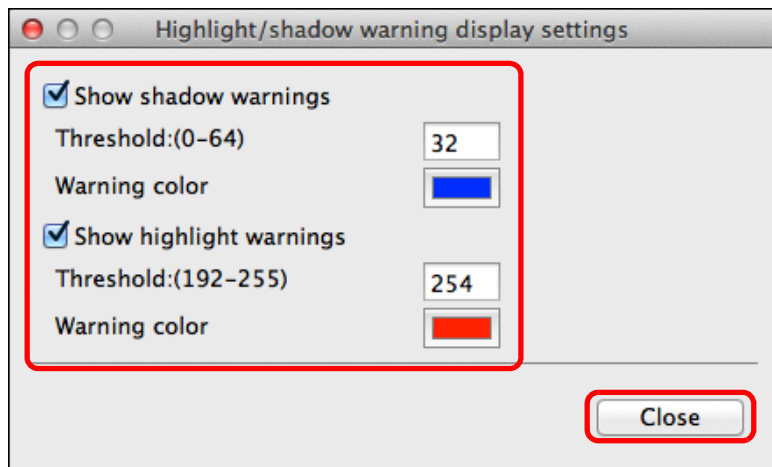 Highlight/shadow warning display settings
Show shadow warnings
Threshold:(0-64) 32
Warning color
Show highlight warnings
Threshold:(192-255) 254
Warning color
Close